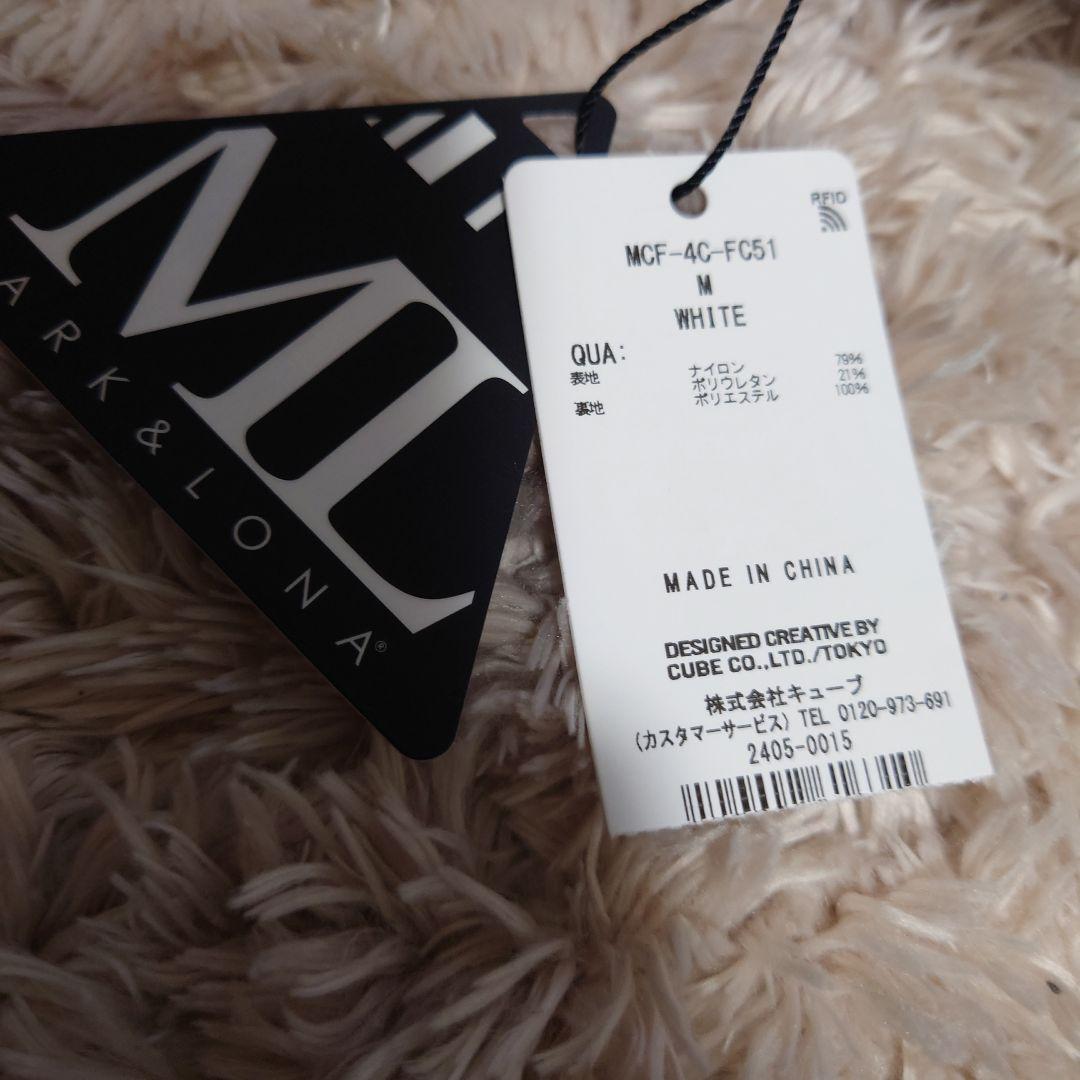 ML
ARK & LONA®
RFID
MCF-4C-FC51
M
WHITE
QUA:
表地 ナイロン 79%
ポリウレタン 21%
裏地 ポリエステル 100%
MADE IN CHINA
DESIGNED CREATIVE BY
CUBE CO.,LTD./TOKYO
株式会社キューブ
(カスタマーサービス) TEL 0120-973-691
2405-0015